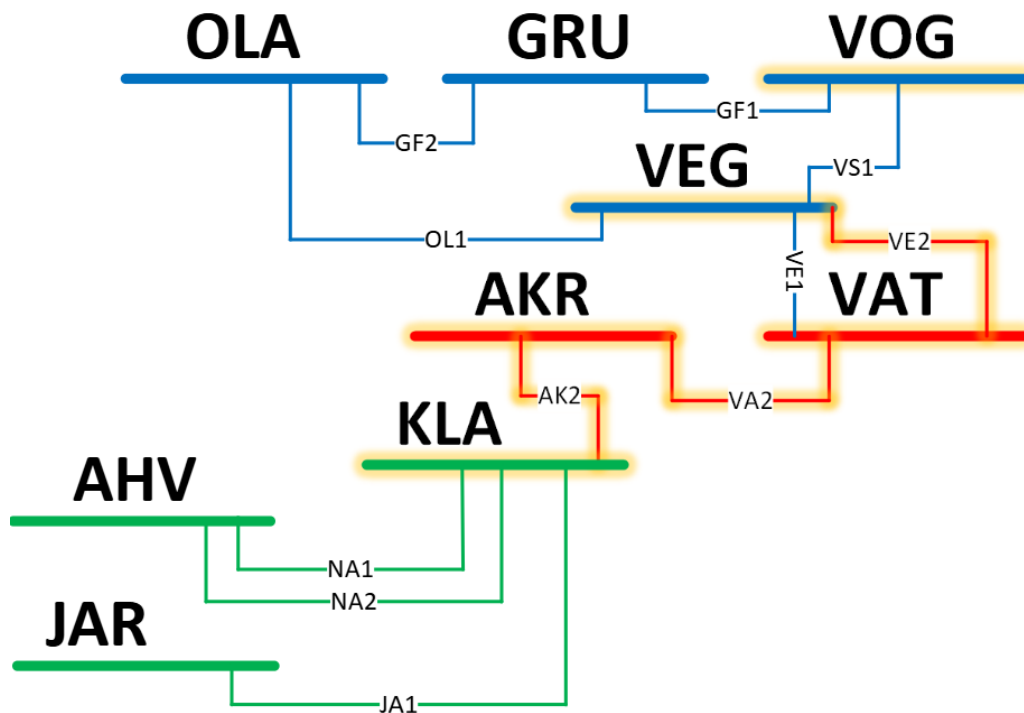 OLA GRU VOG
GF1
GF2
VEG
VS1
OL1
VE2
VE1
AKR VAT
AK2
VA2
KLA
AHV
NA1
NA2
JAR
JA1